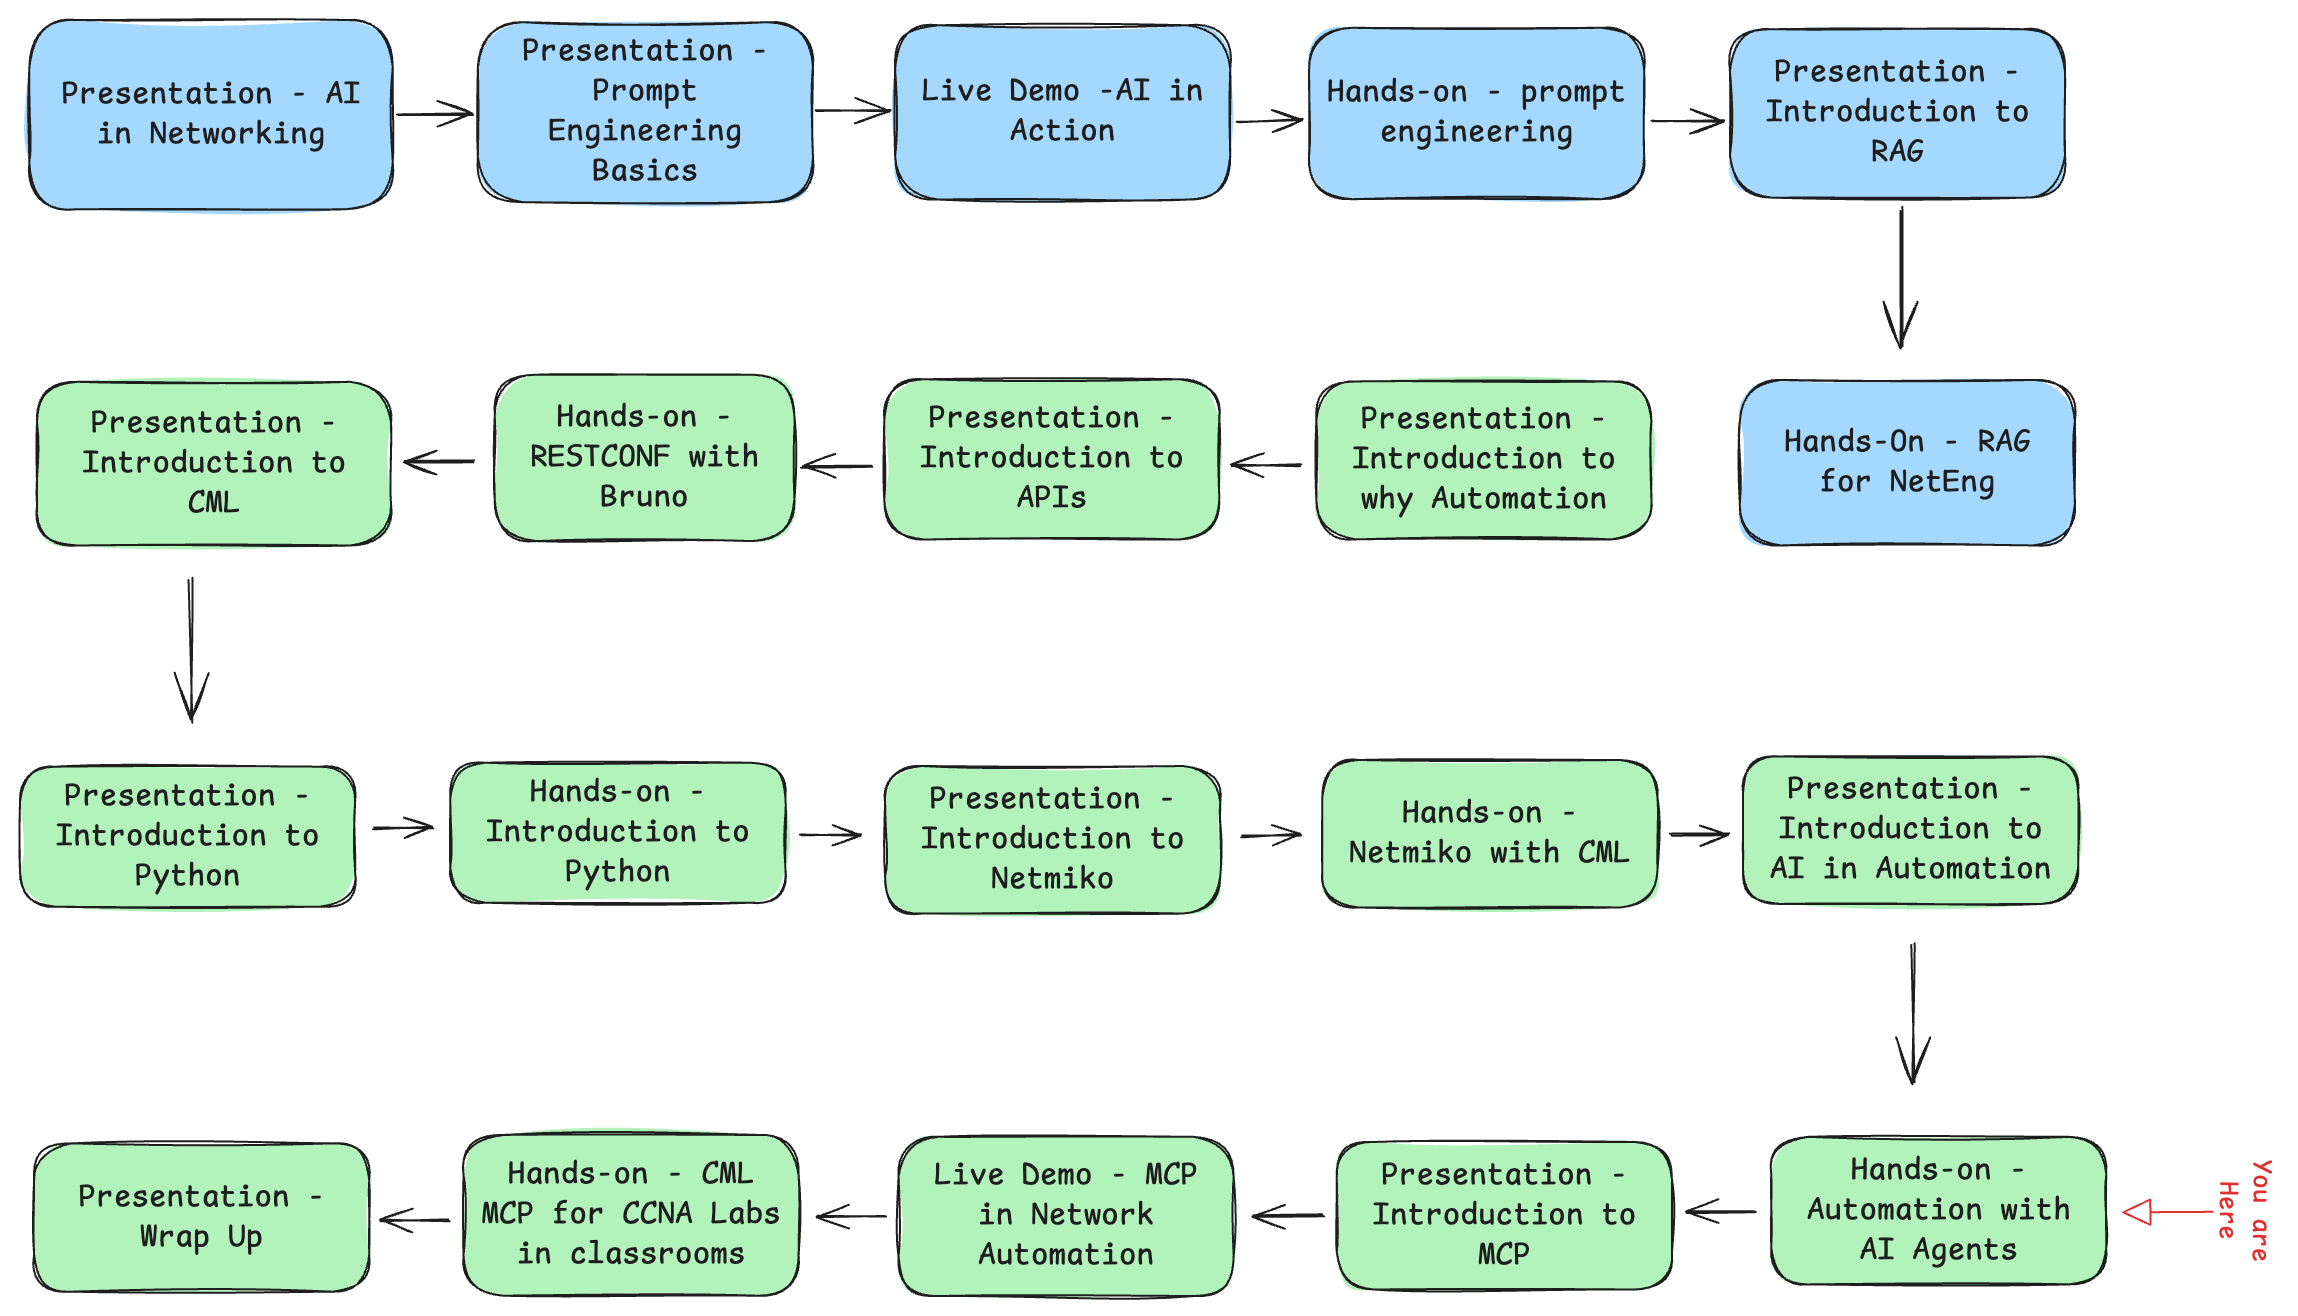 Presentation - AI
in Networking
Presentation -
Prompt
Engineering
Basics
Live Demo -AI in
Action
Hands-on - prompt
engineering
Presentation -
Introduction to
RAG
Presentation -
Introduction to
CML
Hands-on -
RESTCONF with
Bruno
Presentation -
Introduction to
APIs
Presentation -
Introduction to
why Automation
Hands-On - RAG
for NetEng
Presentation -
Introduction to
Python
Hands-on -
Introduction to
Python
Presentation -
Introduction to
Netmiko
Hands-on -
Netmiko with CML
Presentation -
Introduction to
AI in Automation
Presentation -
Wrap Up
Hands-on - CML
MCP for CCNA Labs
in classrooms
Live Demo - MCP
in Network
Automation
Presentation -
Introduction to
MCP
Hands-on -
Automation with
AI Agents
You are
Here